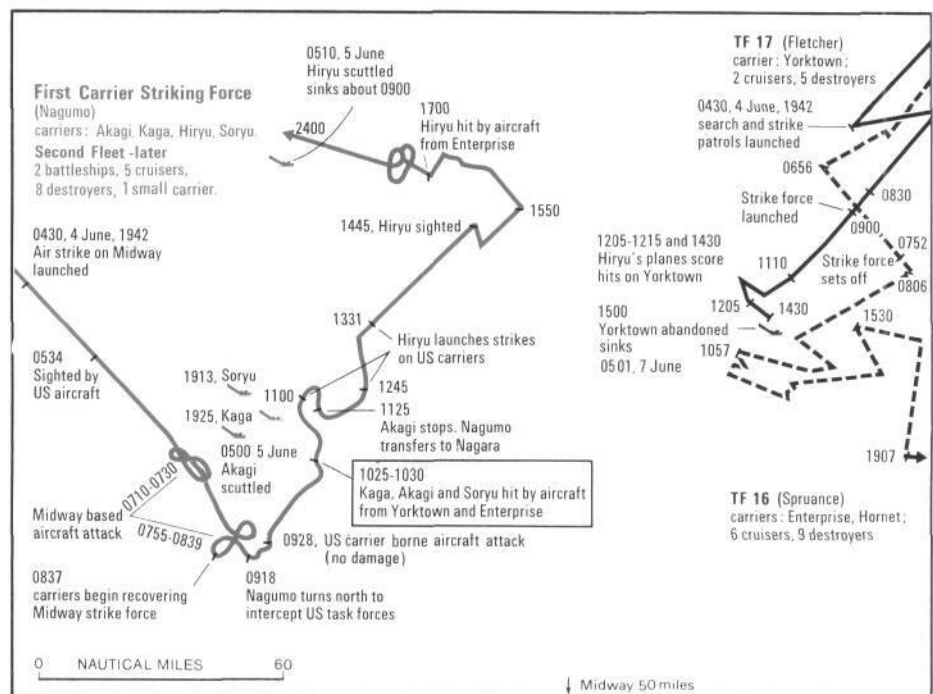 First Carrier Striking Force
(Nagumo)
carriers: Akagi, Kaga, Hiryu, Soryu.
Second Fleet -later
2 battleships, 5 cruisers,
8 destroyers, 1 small carrier.
0510, 5 June
Hiryu scuttled
sinks about 0900
2400
1700
Hiryu hit by aircraft
from Enterprise
1550
1445, Hiryu sighted
0430, 4 June, 1942
Air strike on Midway
launched
0534
Sighted by
US aircraft
1331
Hiryu launches strikes
on US carriers
1913, Soryu
1100
1245
1925, Kaga
1125
Akagi stops. Nagumo
transfers to Nagara
0500 5 June
Akagi
scuttled
1025-1030
Kaga, Akagi and Soryu hit by aircraft
from Yorktown and Enterprise
0710-0730
Midway based
aircraft attack
0755-0839
0928, US carrier borne aircraft attack
(no damage)
0837
carriers begin recovering
Midway strike force
0918
Nagumo turns north to
intercept US task forces
TF 17 (Fletcher)
carrier: Yorktown;
2 cruisers, 5 destroyers
0430, 4 June, 1942
search and strike
patrols launched
0656
0830
Strike force
launched
0900
0752
1205-1215 and 1430
Hiryu's planes score
hits on Yorktown
1110
Strike force
sets off
0806
1205
1430
1530
1500
Yorktown abandoned
sinks
0501, 7 June
1057
1907
TF 16 (Spruance)
carriers: Enterprise, Hornet;
6 cruisers, 9 destroyers
0 NAUTICAL MILES 60
↓ Midway 50 miles